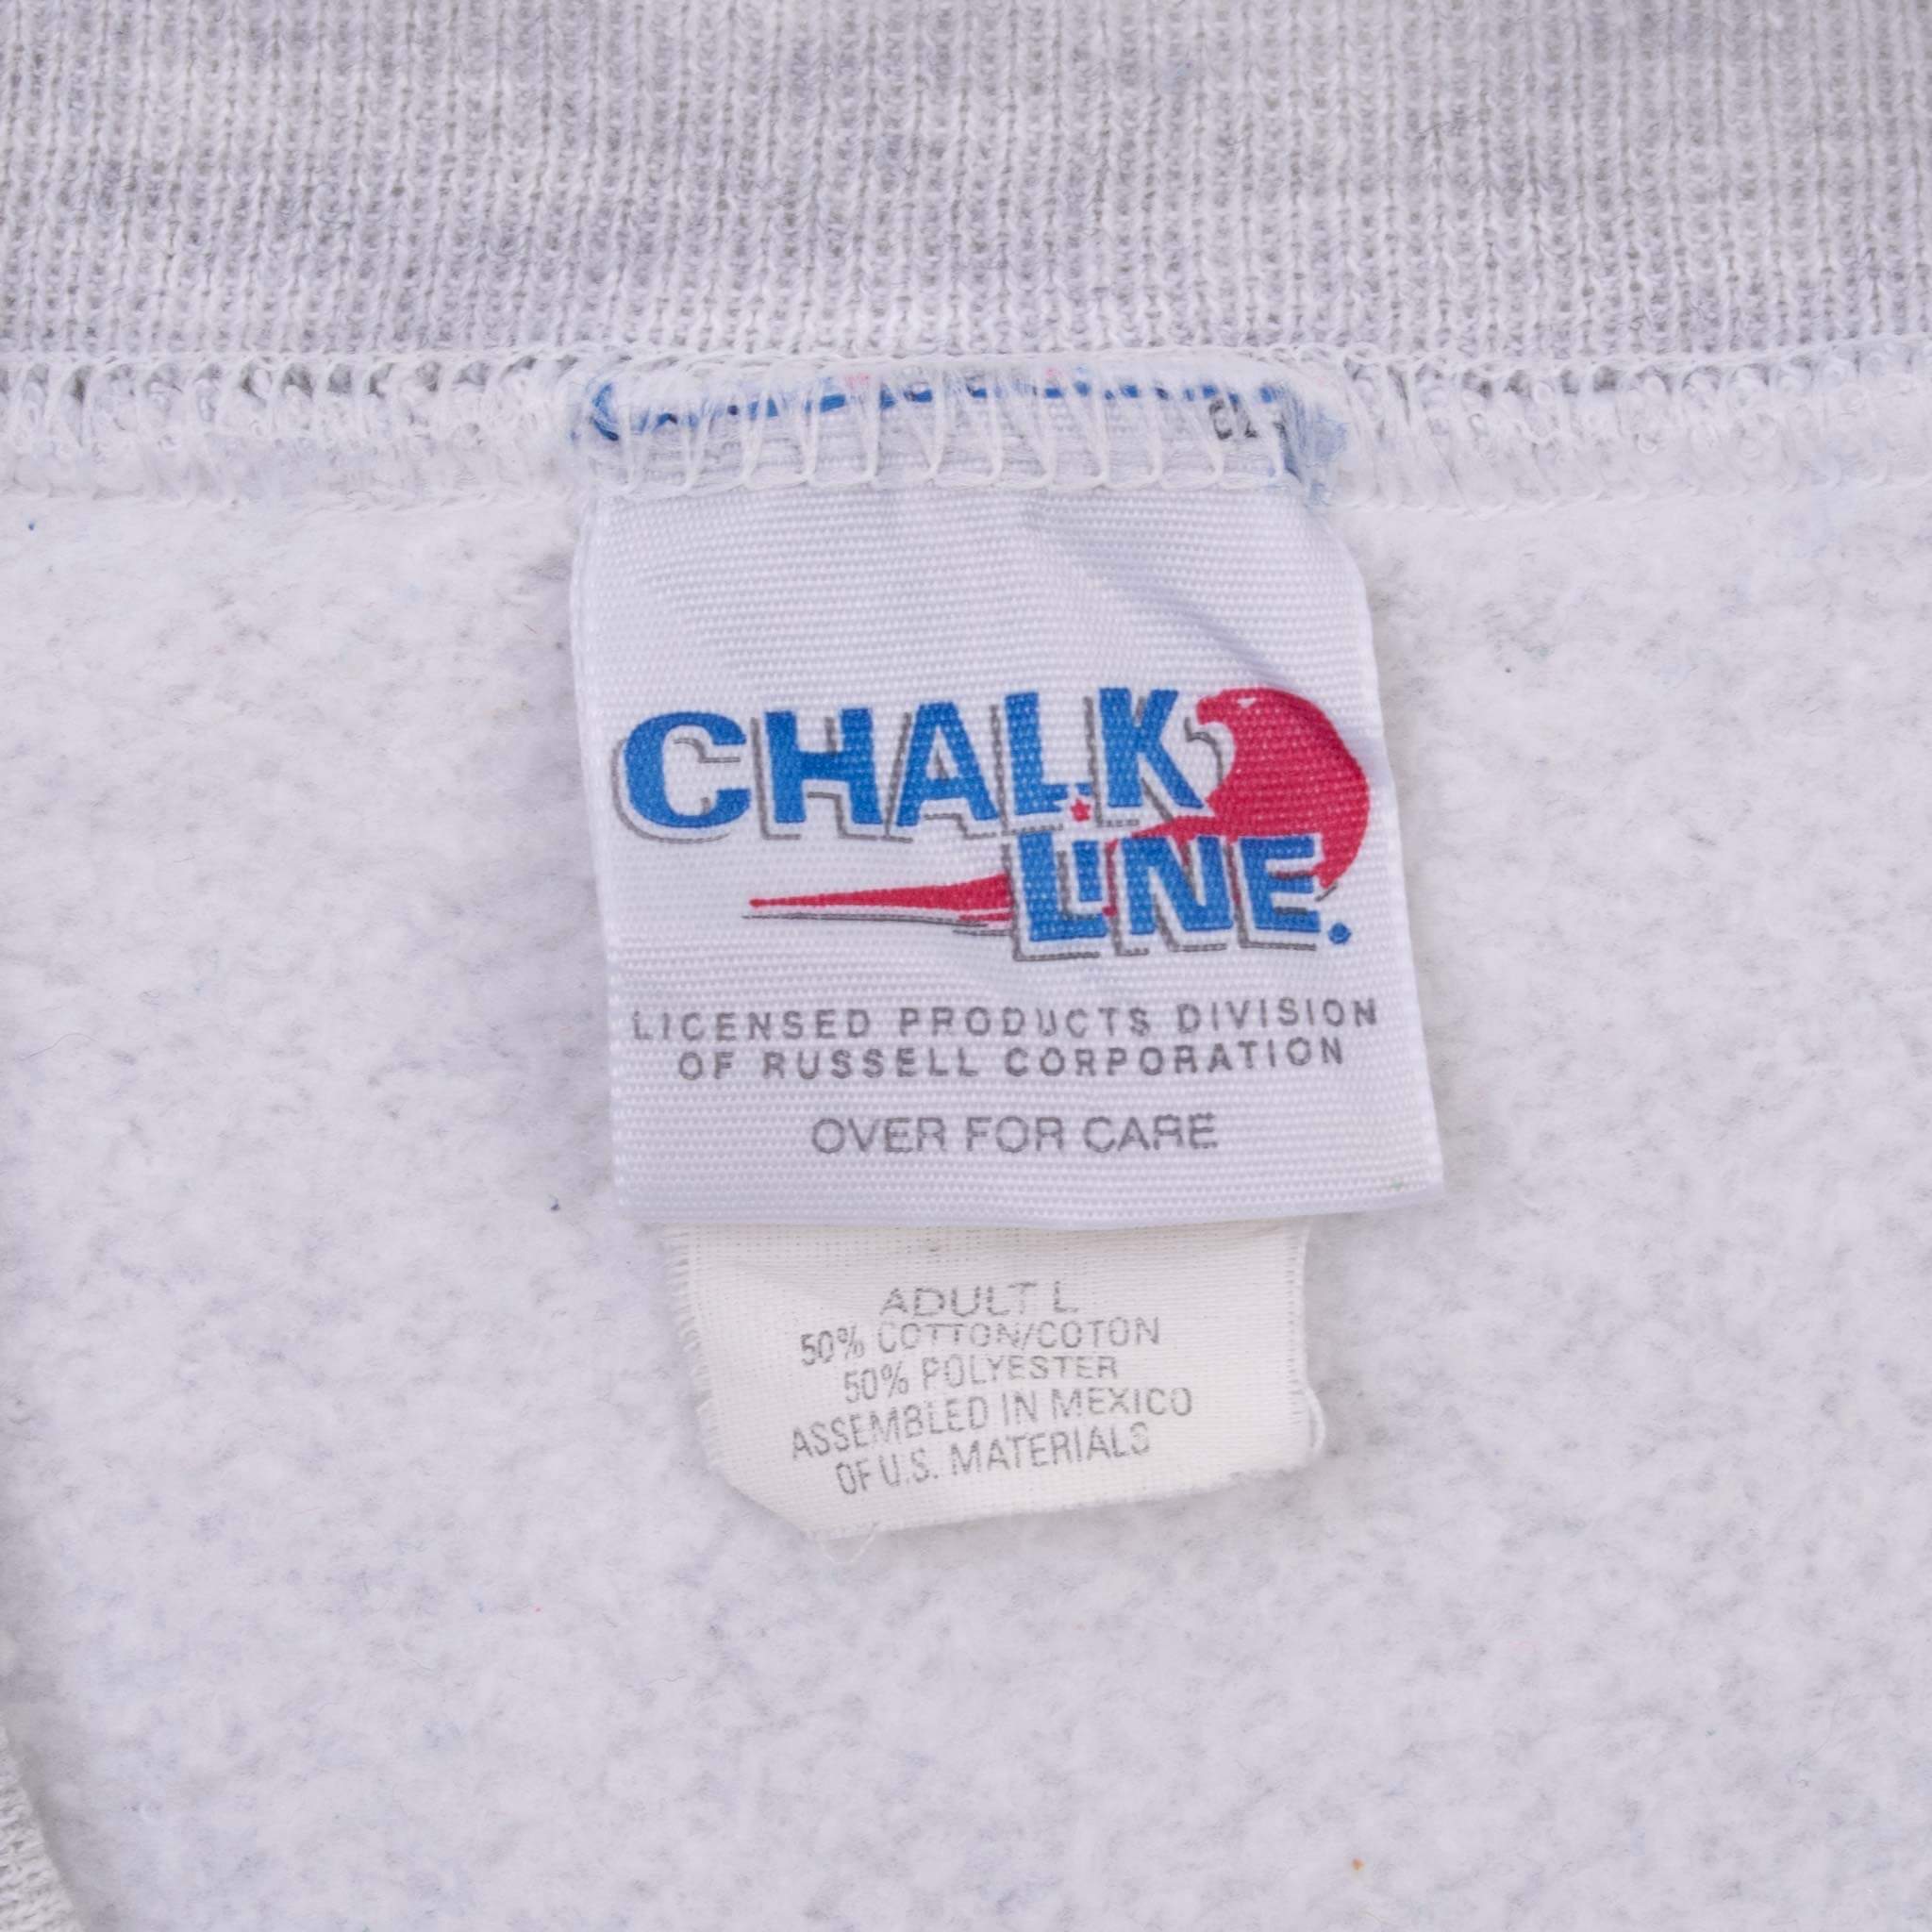 CHALK
LINE.
LICENSED PRODUCTS DIVISION
OF RUSSELL CORPORATION
OVER FOR CARE
ADULT L
50% COTTON/COTON
50% POLYESTER
ASSEMBLED IN MEXICO
OF U.S. MATERIALS